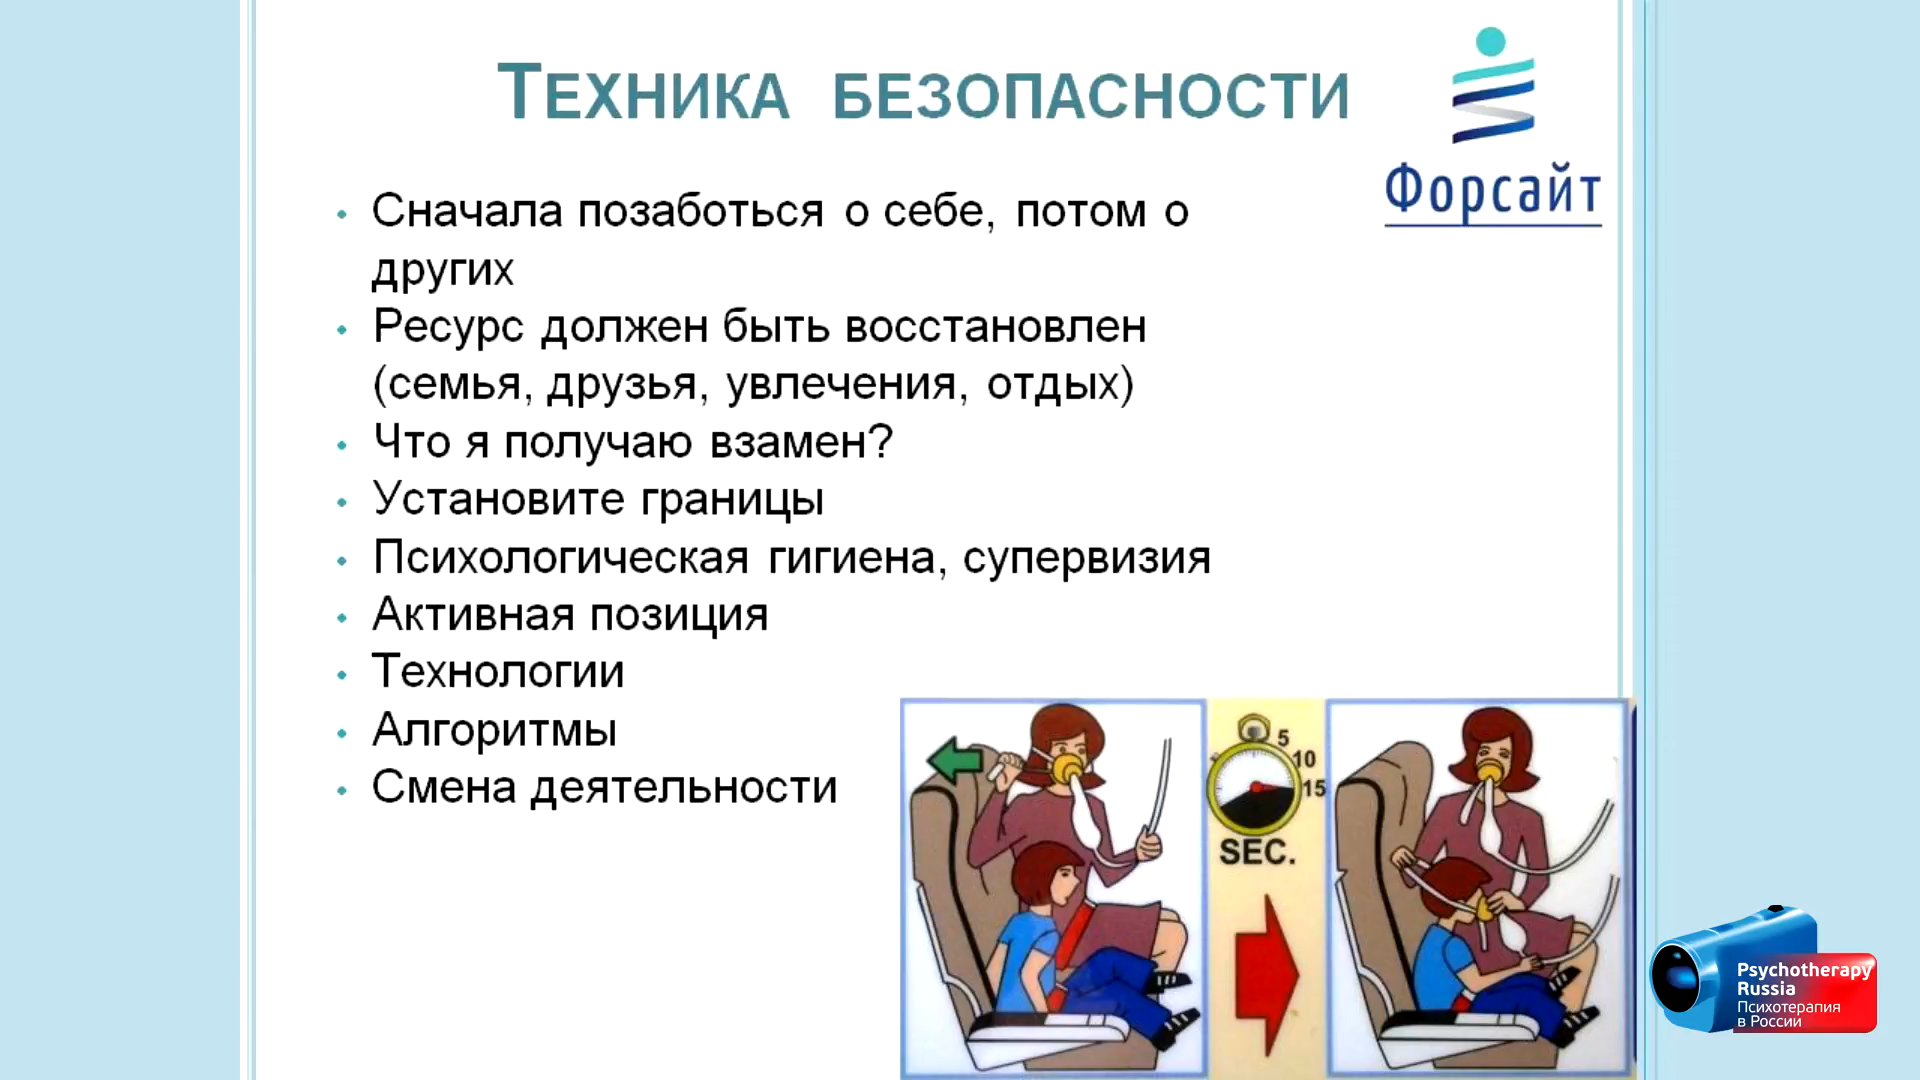 Техника безопасности
Форсайт
Сначала позаботься о себе, потом о
других
Ресурс должен быть восстановлен
(семья, друзья, увлечения, отдых)
Что я получаю взамен?
Установите границы
Психологическая гигиена, супервизия
Активная позиция
Технологии
Алгоритмы
Смена деятельности
5
10
15
SEC.
Psychotherapy
Russia
Психотерапия
в России